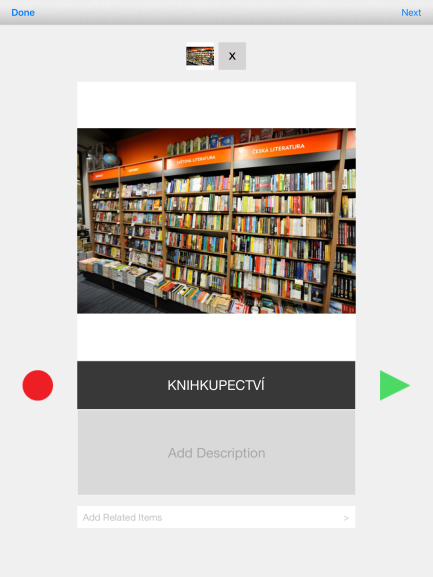 Done
Next
X
SVĚTOVÁ LITERATURA
ČESKÁ LITERATURA
KNIHKUPECTVÍ
Add Description
Add Related Items
>